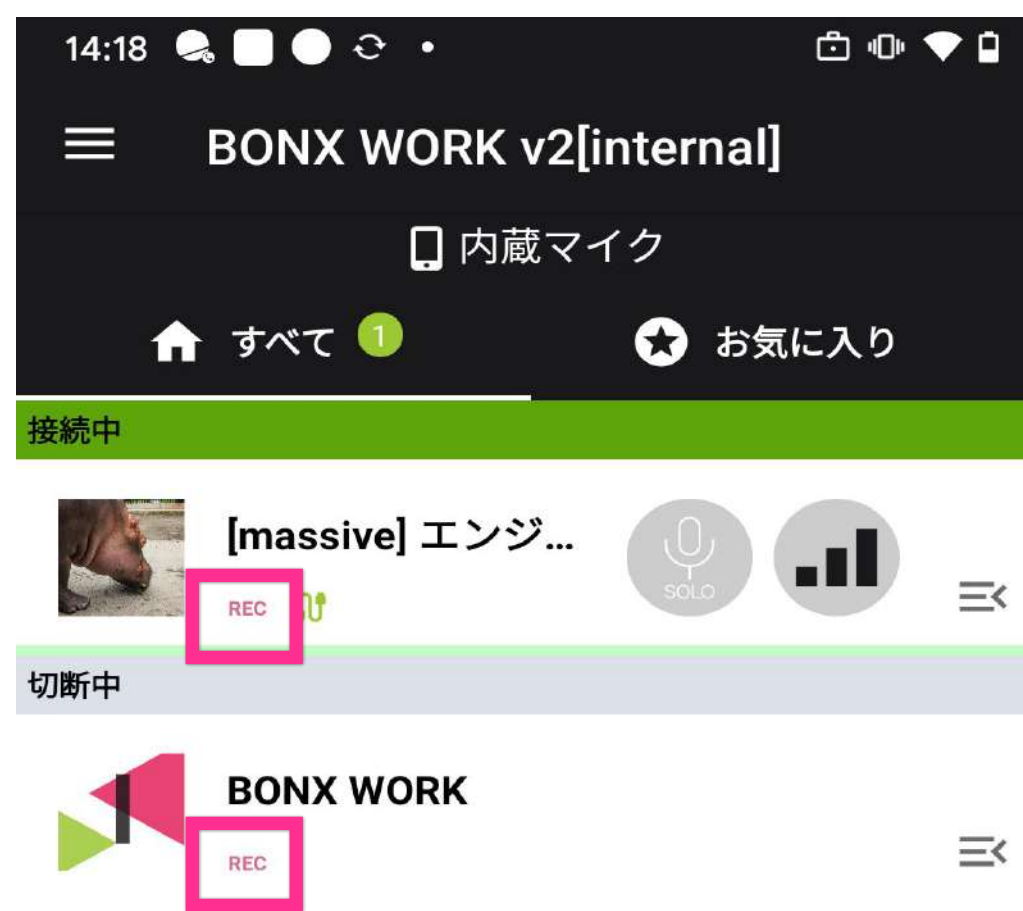 14:18
BONX WORK v2[internal]
内蔵マイク
すべて 1
お気に入り
接続中
[massive] エンジ...
SOLO
REC
切断中
BONX WORK
REC